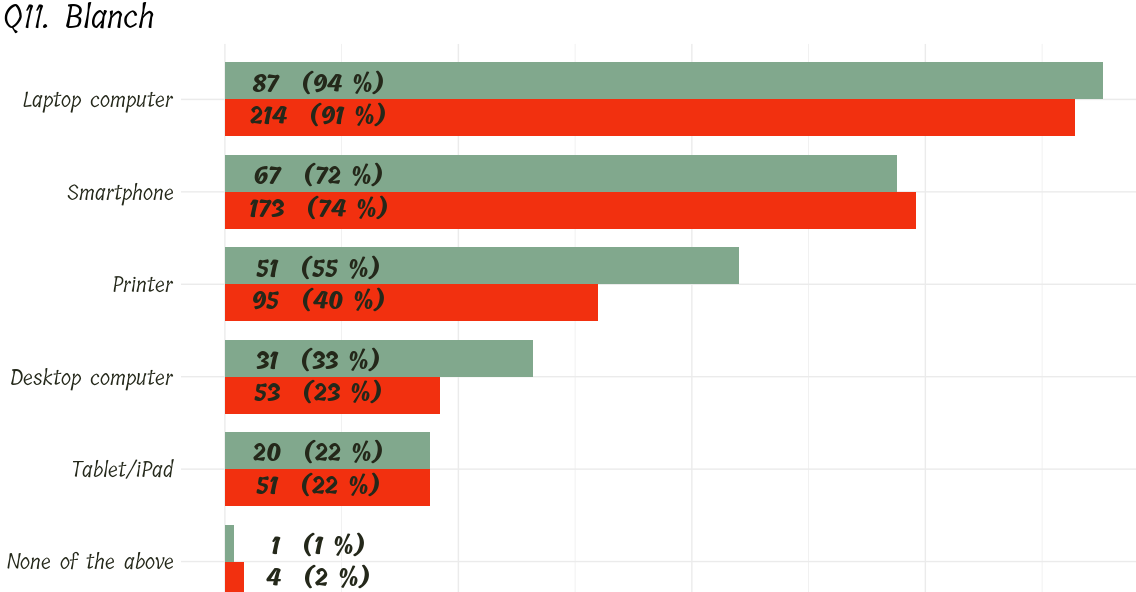 Q11. Blanch
Laptop computer
87 (94 %)
214 (91 %)
Smartphone
67 (72 %)
173 (74 %)
Printer
51 (55 %)
95 (40 %)
Desktop computer
31 (33 %)
53 (23 %)
Tablet/iPad
20 (22 %)
51 (22 %)
None of the above
1 (1 %)
4 (2 %)